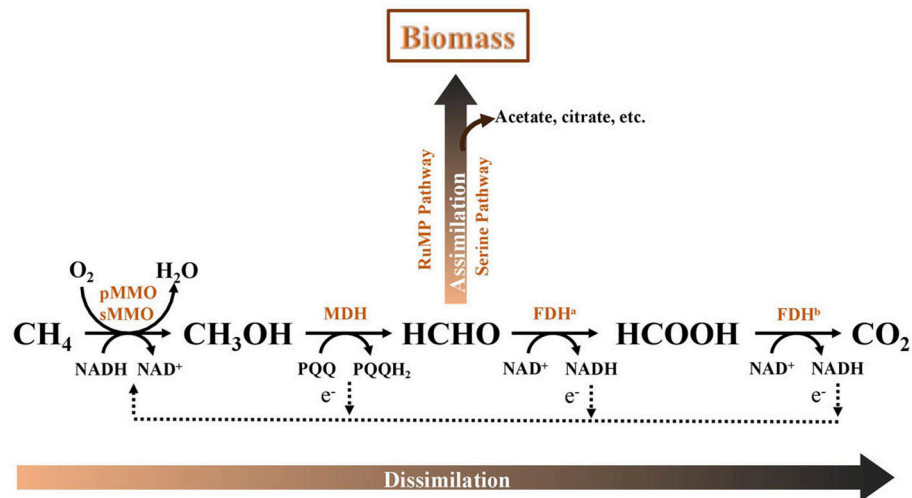 Biomass
Acetate, citrate, etc.
RuMP Pathway
Assimilation
Serine Pathway
O₂ H₂O
pMMO
sMMO
MDH FDHᵃ FDHᵇ
CH₄ CH₃OH HCHO HCOOH CO₂
NADH NAD⁺ PQQ PQQH₂ NAD⁺ NADH NAD⁺ NADH
e⁻ e⁻ e⁻
Dissimilation